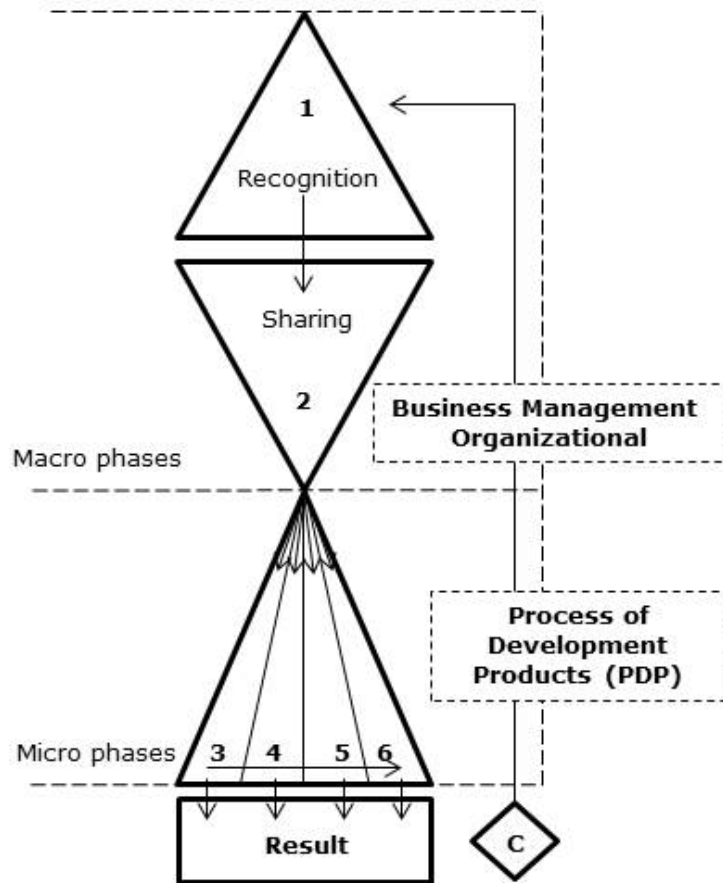 1
Recognition
Sharing
2
Business Management
Organizational
Macro phases
Process of
Development
Products (PDP)
Micro phases
3 4 5 6
Result
C